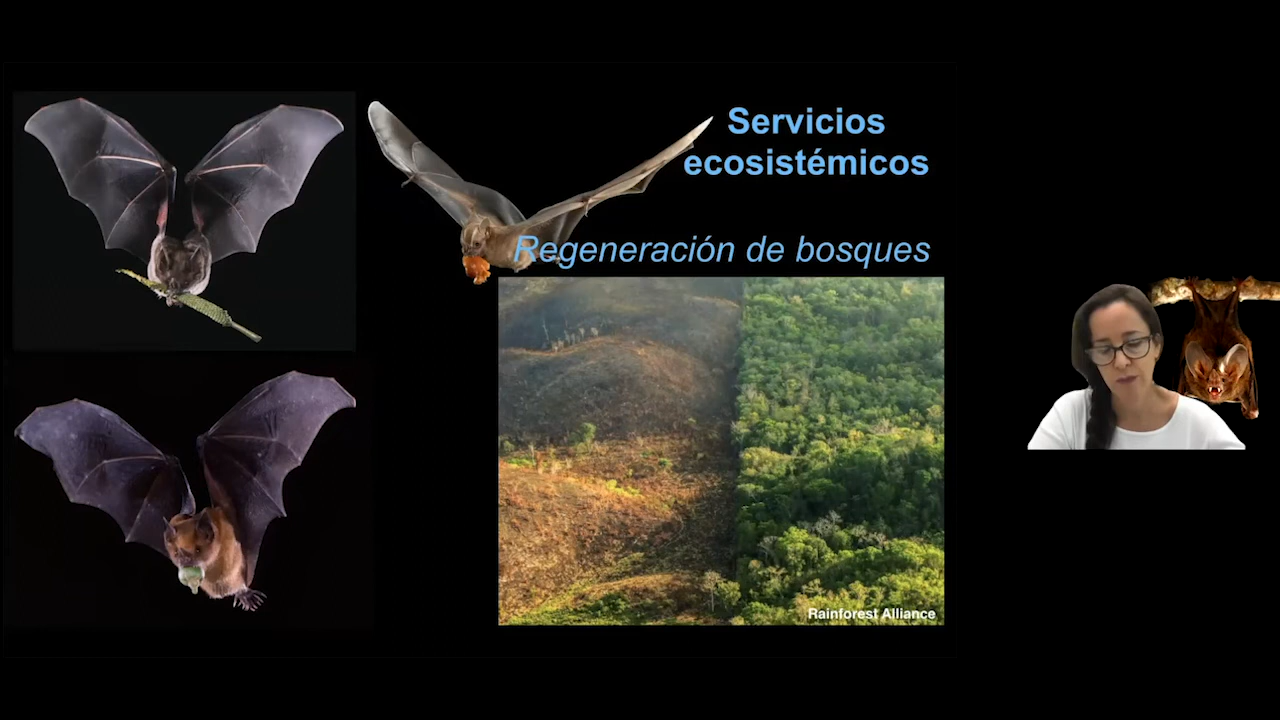 Servicios
ecosistémicos
Regeneración de bosques
Rainforest Alliance